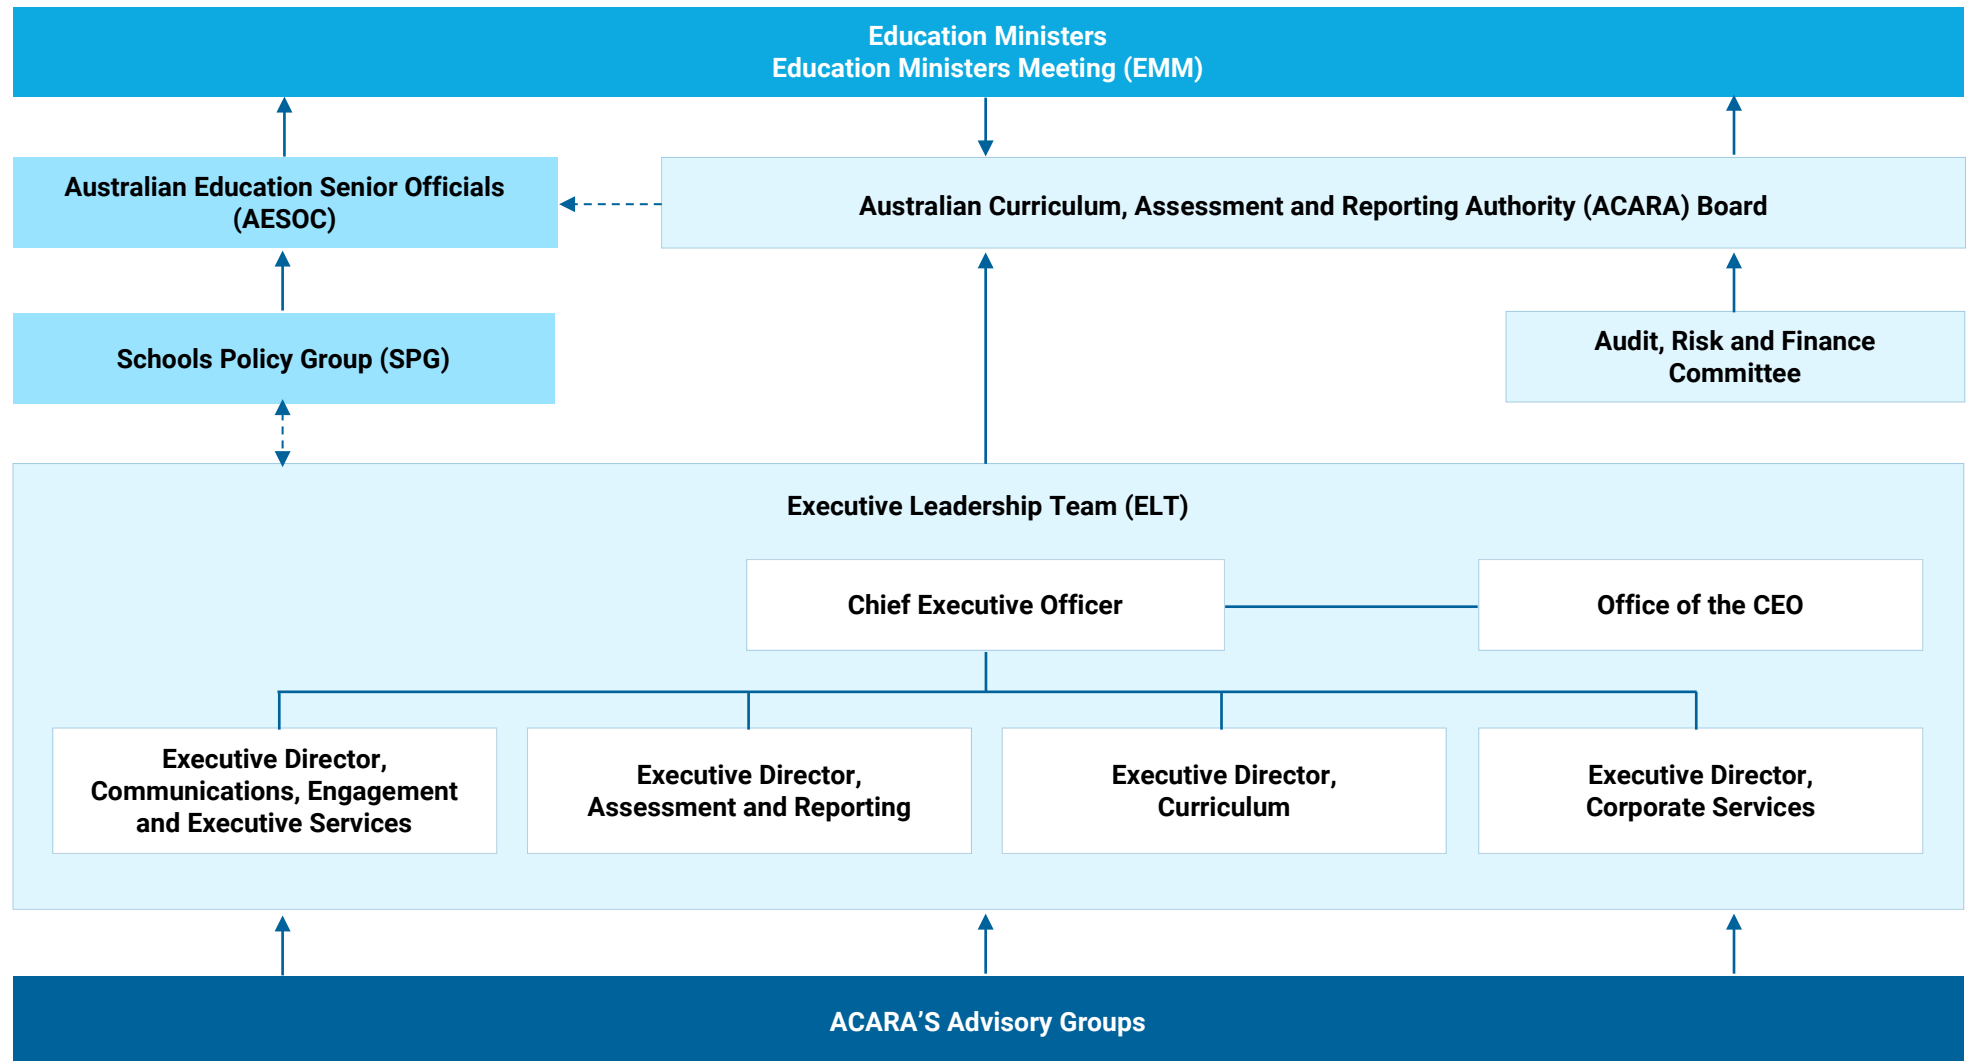 Education Ministers
Education Ministers Meeting (EMM)
Australian Education Senior Officials
(AESOC)
Australian Curriculum, Assessment and Reporting Authority (ACARA) Board
Schools Policy Group (SPG)
Audit, Risk and Finance
Committee
Executive Leadership Team (ELT)
Chief Executive Officer
Office of the CEO
Executive Director,
Communications, Engagement
and Executive Services
Executive Director,
Assessment and Reporting
Executive Director,
Curriculum
Executive Director,
Corporate Services
ACARA’S Advisory Groups